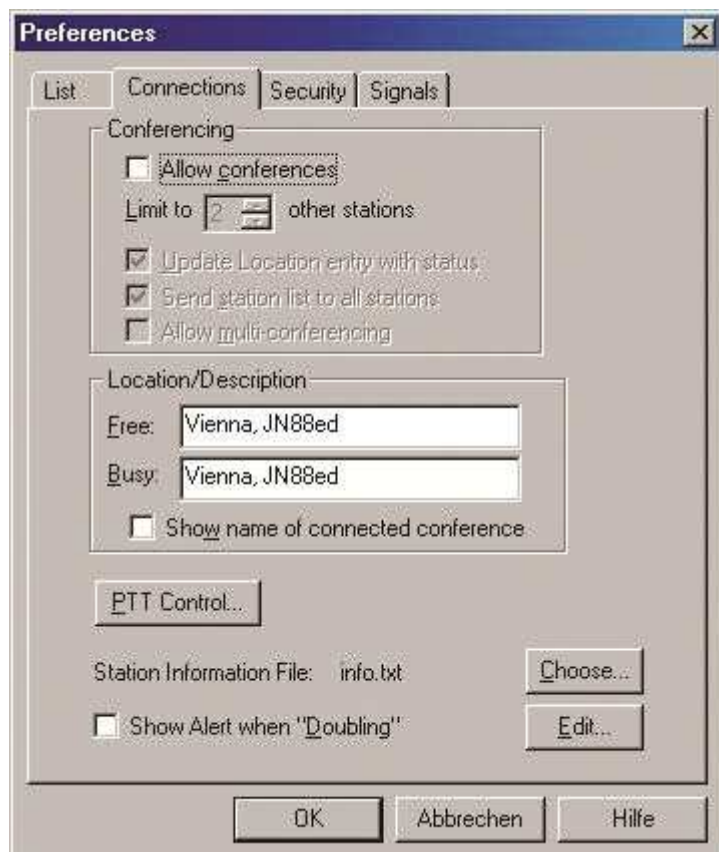 Preferences
List Connections Security Signals
Conferencing
Allow conferences
Limit to 2 other stations
Update Location entry with status
Send station list to all stations
Allow multi-conferencing
Location/Description
Free: Vienna, JN88ed
Busy: Vienna, JN88ed
Show name of connected conference
PTT Control...
Station Information File: info.txt Choose...
Show Alert when "Doubling" Edit...
OK Abbrechen Hilfe